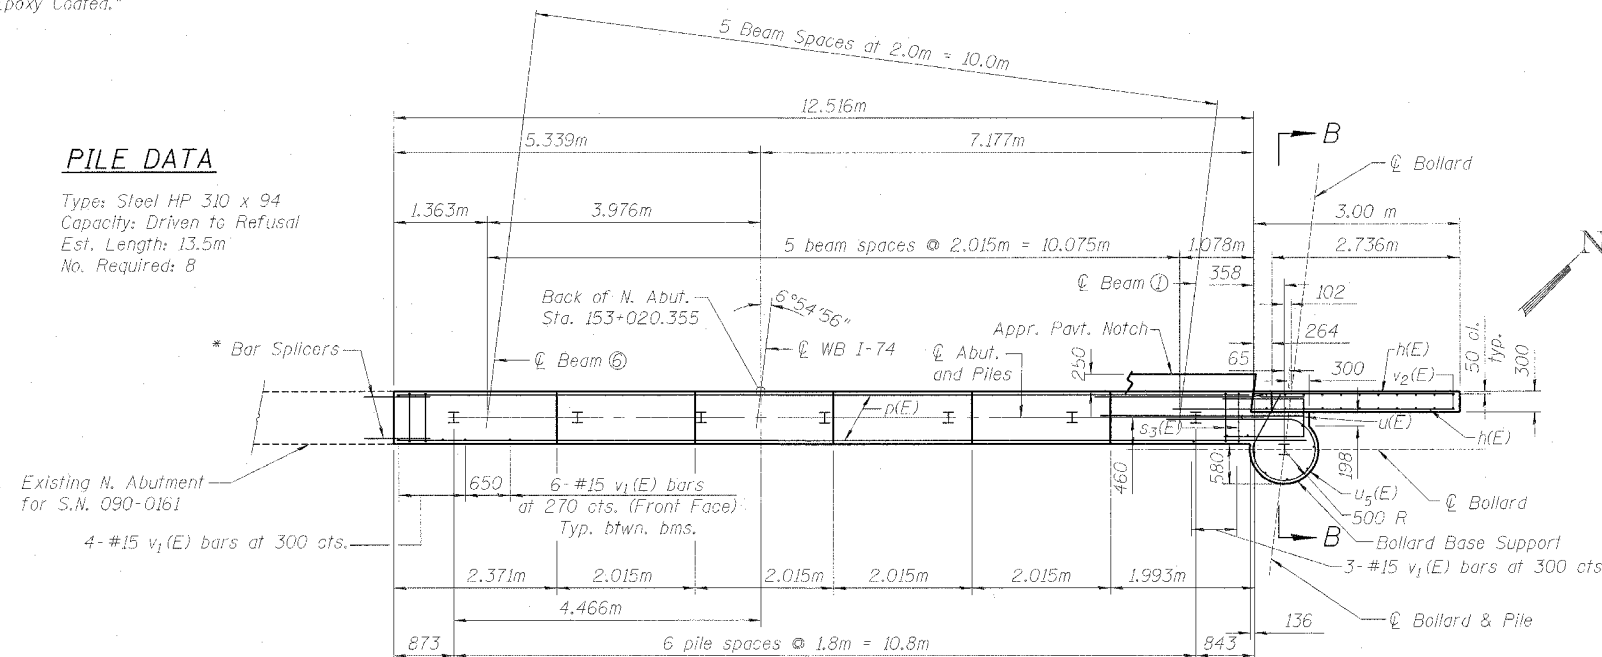 Epoxy Coated."
5 Beam Spaces at 2.0m = 10.0m
12.516m
5.339m
7.177m
B
℄ Bollard
PILE DATA
Type: Steel HP 310 x 94
Capacity: Driven to Refusal
Est. Length: 13.5m
No. Required: 8
1.363m
3.976m
3.00 m
5 beam spaces @ 2.015m = 10.075m
1.078m
2.736m
N
358
℄ Beam ①
102
Back of N. Abut.
Sta. 153+020.355
6°54'56"
Appr. Pavt. Notch
264
* Bar Splicers
℄ Beam ⑥
℄ WB I-74
℄ Abut.
and Piles
250
65
300
h(E)
v2(E)
50 cl.
typ.
300
p(E)
s3(E)
u(E)
h(E)
460
580
198
Existing N. Abutment
for S.N. 090-0161
650
6- #15 v1(E) bars
at 270 cts. (Front Face)
Typ. btwn. bms.
u5(E)
500 R
℄ Bollard
4- #15 v1(E) bars at 300 cts.
B
Bollard Base Support
3- #15 v1(E) bars at 300 cts
2.371m
2.015m
2.015m
2.015m
2.015m
1.993m
4.466m
136
℄ Bollard & Pile
873
6 pile spaces @ 1.8m = 10.8m
843